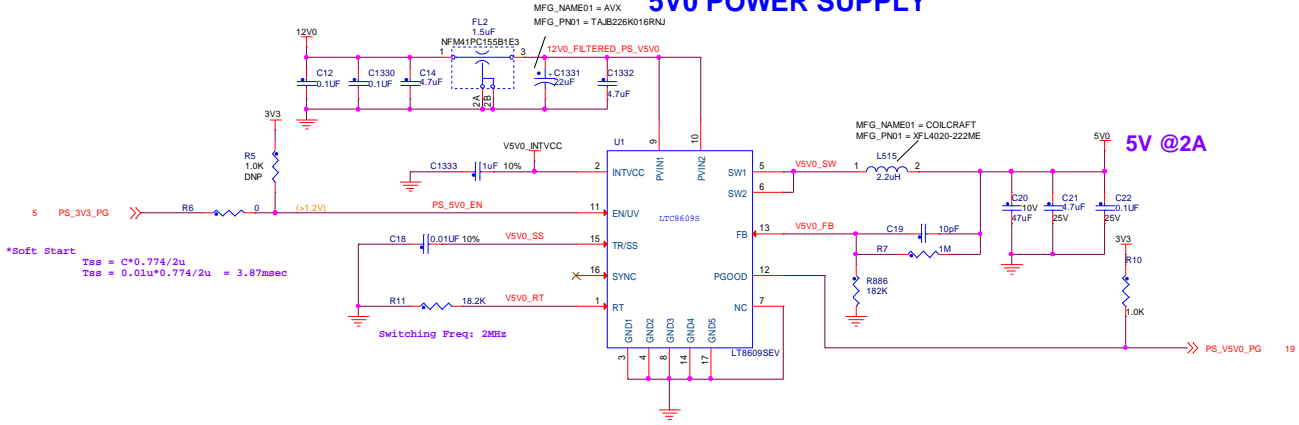 5V0 POWER SUPPLY
MFG_NAME01 = AVX
MFG_PN01 = TAJB226K016RNJ
12V0
FL2
1.5uF
NFM41PC155B1E3
1
3
12V0_FILTERED_PS_V5V0
C12
0.1UF
C1330
0.1UF
C14
4.7uF
2A
2B
+
C1331
22uF
C1332
4.7uF
3V3
R5
1.0K
DNP
V5V0_INTVCC
C1333
1uF 10%
2
INTVCC
U1
9
PVIN1
10
PVIN2
MFG_NAME01 = COILCRAFT
MFG_PN01 = XFL4020-222ME
SW1
5
V5V0_SW
1
L515
2
2.2uH
SW2
6
5V0
5V @2A
C20
10V
47uF
C21
4.7uF
25V
C22
0.1UF
25V
5
PS_3V3_PG
R6
0
(>1.2V)
PS_5V0_EN
11
EN/UV
LTC8609S
FB
13
V5V0_FB
C19
10pF
R7
1M
R886
182K
3V3
R10
1.0K
*Soft Start
Tss = C*0.774/2u
Tss = 0.01u*0.774/2u = 3.87msec
C18
0.01UF 10%
V5V0_SS
15
TR/SS
16
SYNC
PGOOD
12
R11
18.2K
V5V0_RT
1
RT
NC
7
Switching Freq: 2MHz
GND1
GND2
GND3
GND4
GND5
3
4
8
14
17
LT8609SEV
PS_V5V0_PG
19